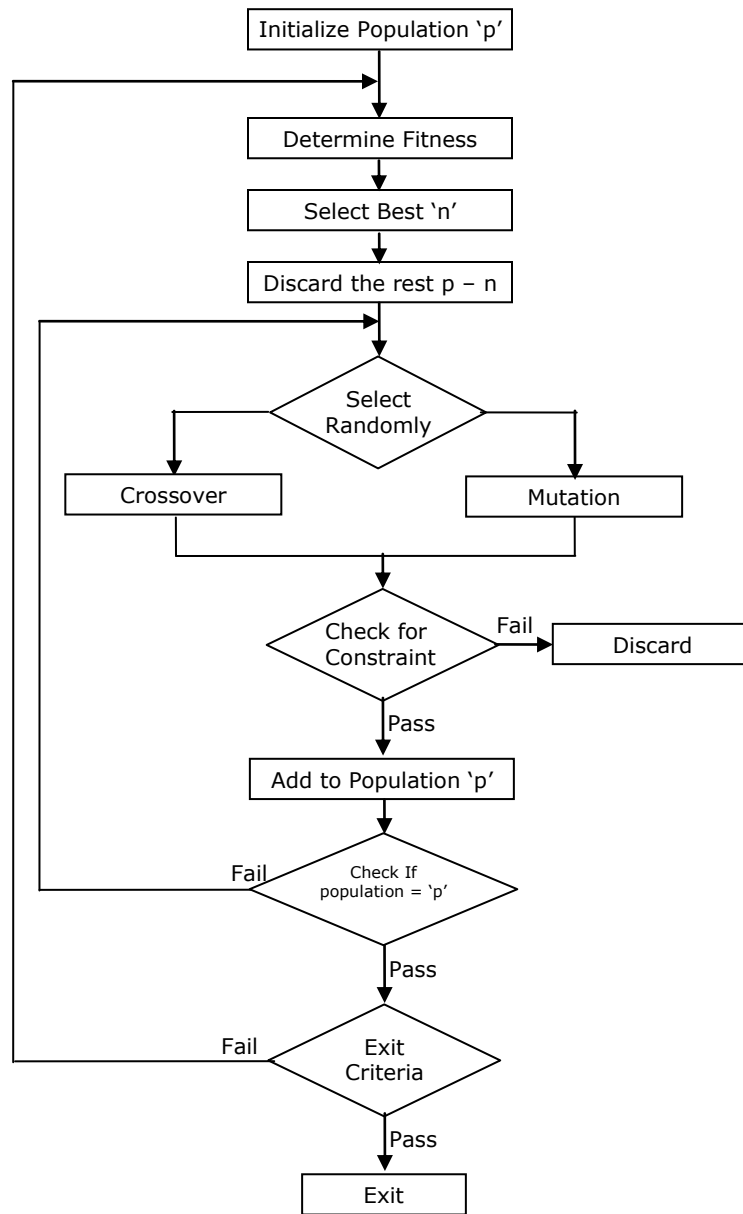 Initialize Population ‘p’
Determine Fitness
Select Best ‘n’
Discard the rest p – n
Select
Randomly
Crossover
Mutation
Check for
Constraint
Fail
Discard
Pass
Add to Population ‘p’
Fail
Check If
population = ‘p’
Pass
Fail
Exit
Criteria
Pass
Exit